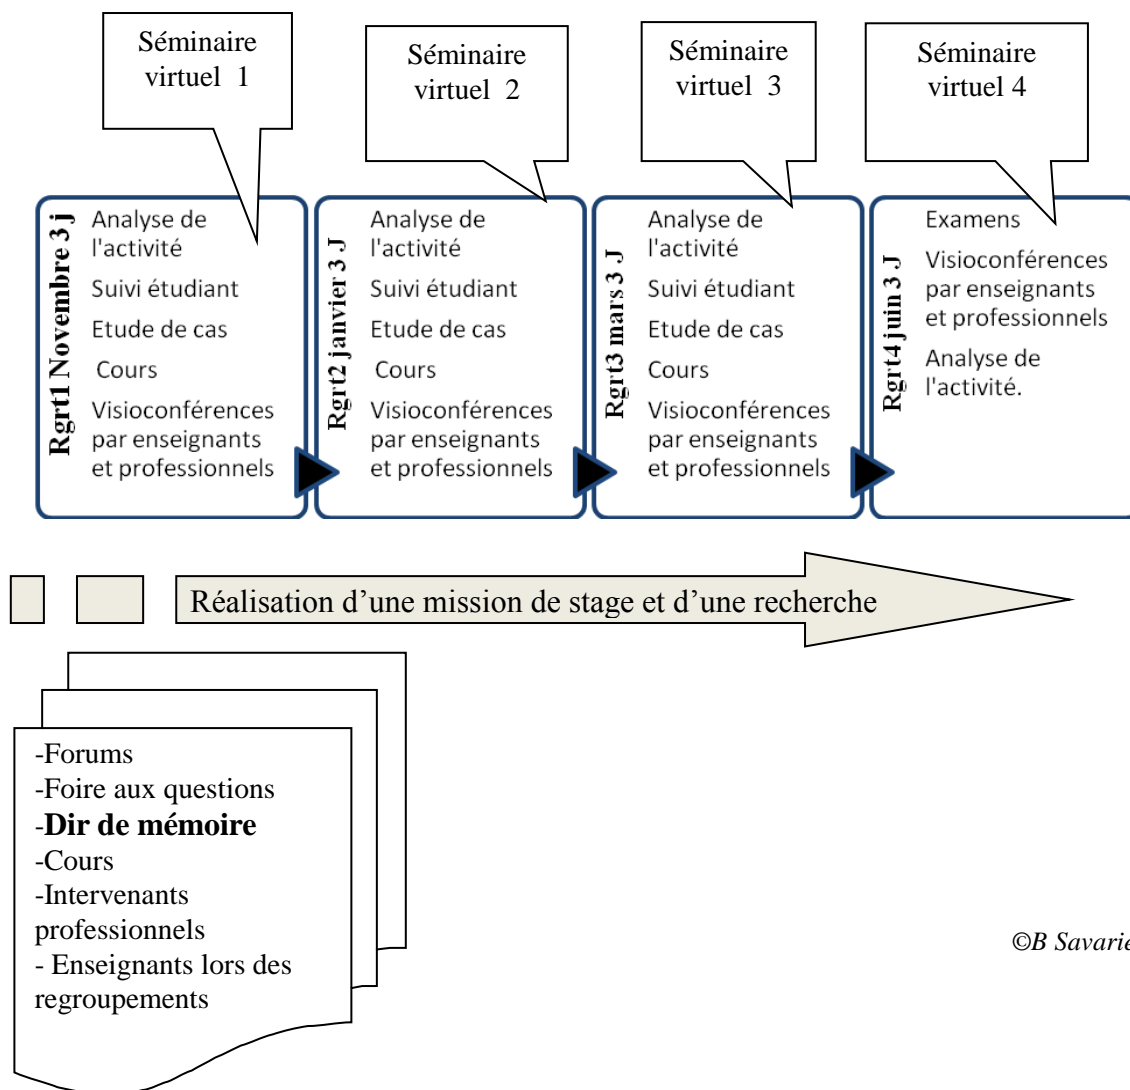 Séminaire
virtuel 1
Séminaire
virtuel 2
Séminaire
virtuel 3
Séminaire
virtuel 4
Rgrt1 Novembre 3 j
Analyse de
l'activité
Suivi étudiant
Etude de cas
Cours
Visioconférences
par enseignants
et professionnels
Rgrt2 janvier 3 J
Analyse de
l'activité
Suivi étudiant
Etude de cas
Cours
Visioconférences
par enseignants
et professionnels
Rgrt3 mars 3 J
Analyse de
l'activité
Suivi étudiant
Etude de cas
Cours
Visioconférences
par enseignants
et professionnels
Rgrt4 juin 3 J
Examens
Visioconférences
par enseignants
et professionnels
Analyse de
l'activité.
Réalisation d’une mission de stage et d’une recherche
-Forums
-Foire aux questions
-Dir de mémoire
-Cours
-Intervenants
professionnels
- Enseignants lors des
regroupements
©B Savarie